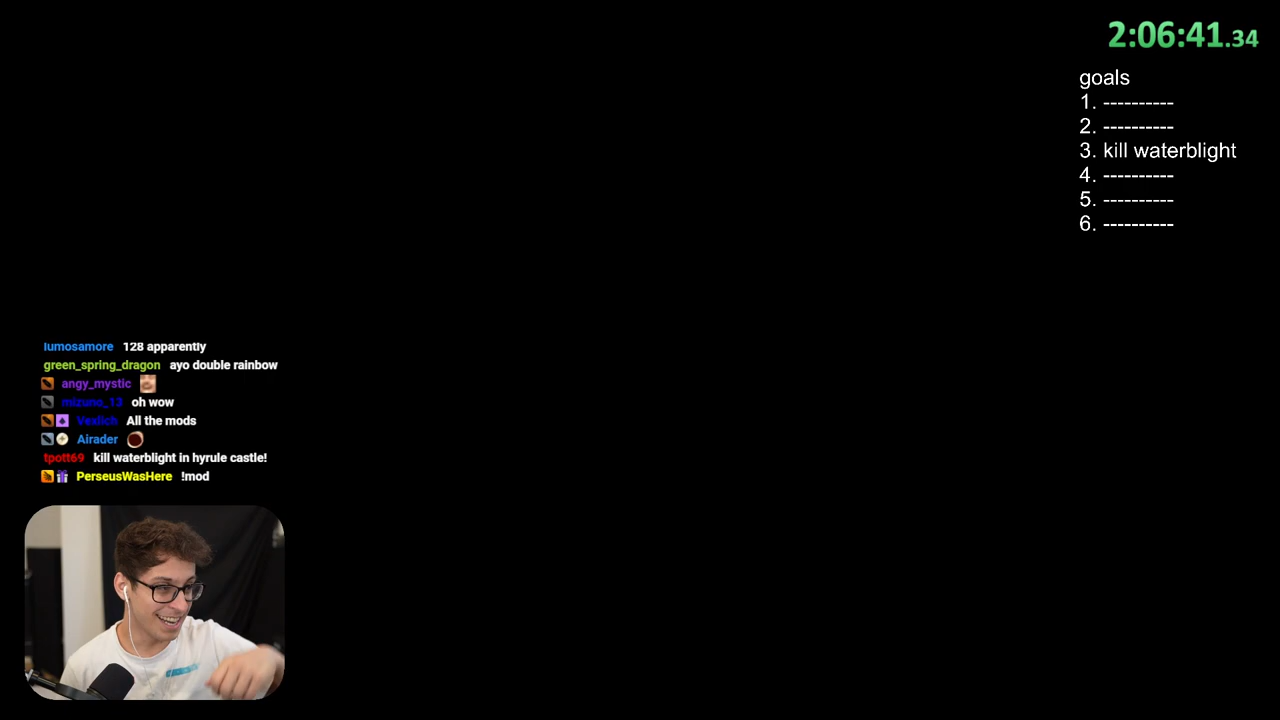 2:06:41.34
goals
1. ----------
2. ----------
3. kill waterblight
4. ----------
5. ----------
6. ----------
lumosamore 128 apparently
green_spring_dragon ayo double rainbow
angy_mystic
mizuno_13 oh wow
All the mods
Airader
tpott69 kill waterblight in hyrule castle!
PerseusWasHere !mod